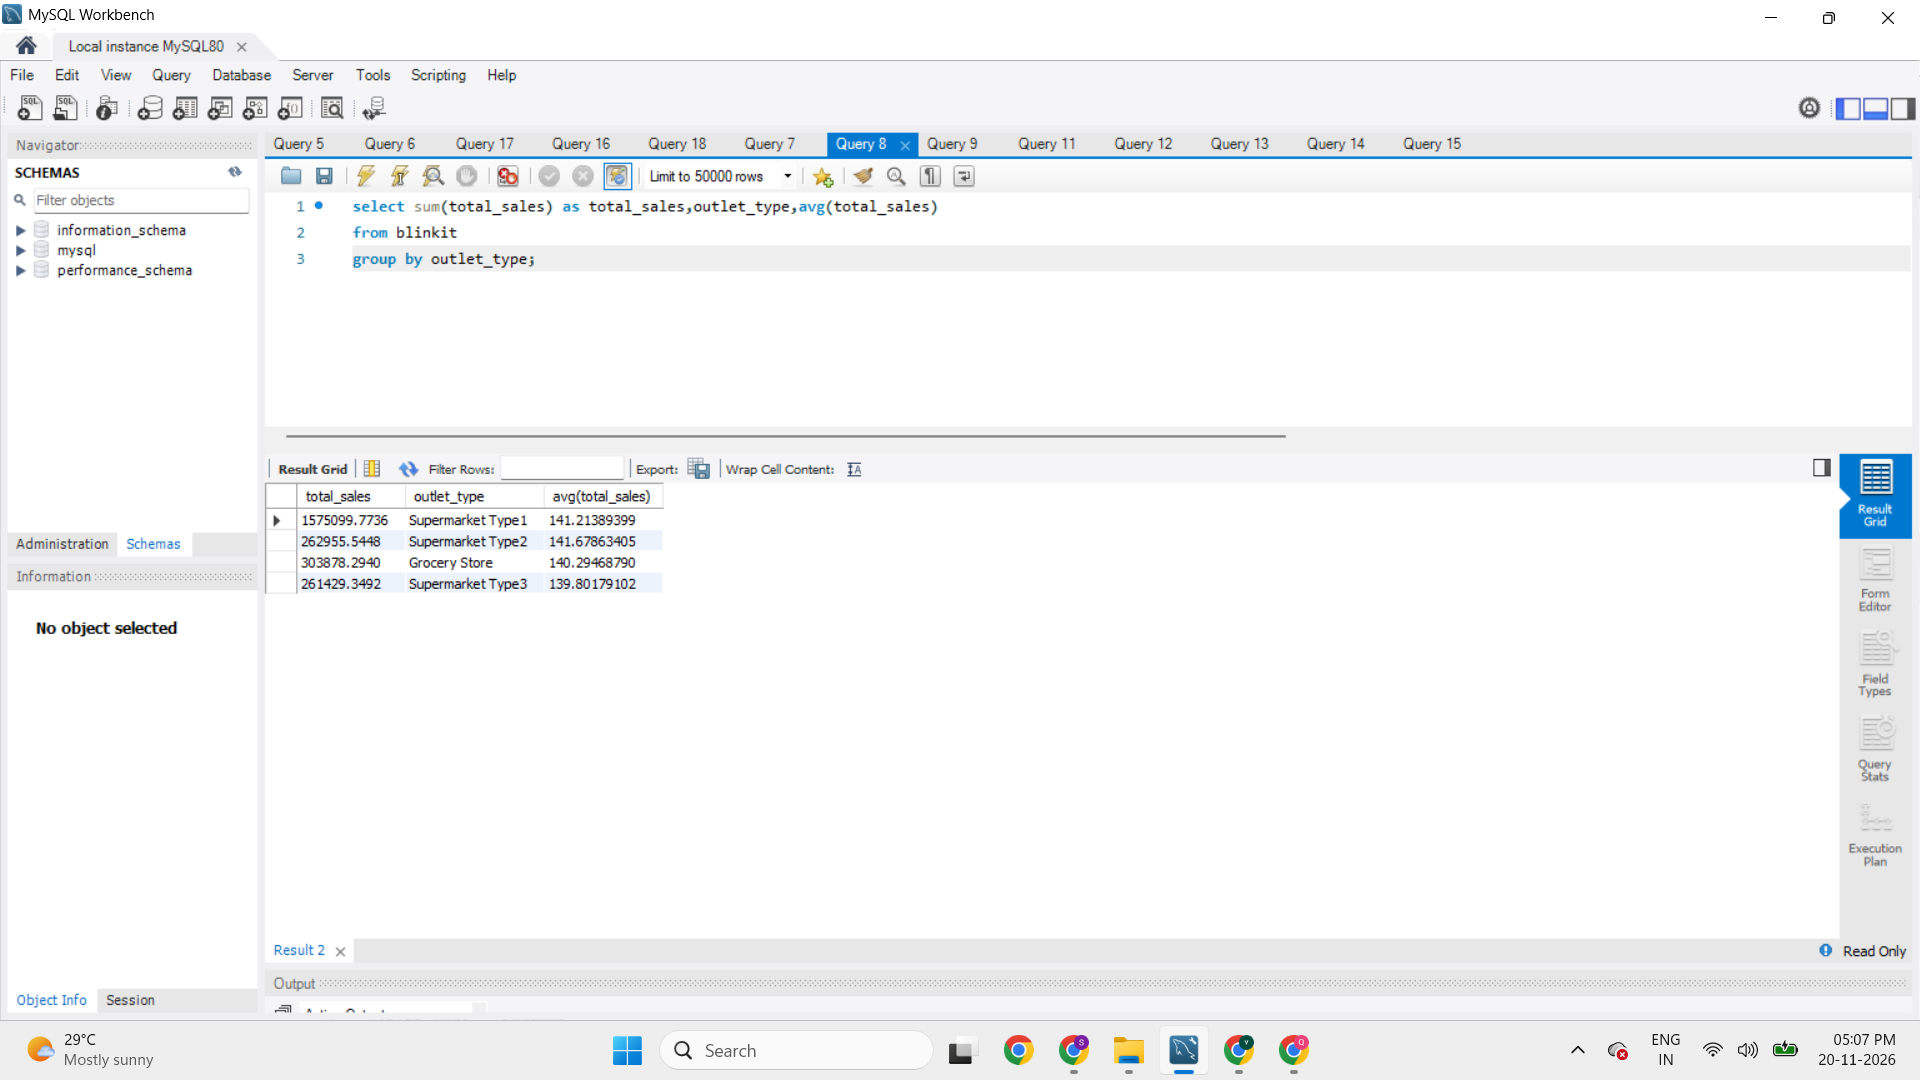 MySQL Workbench
Local instance MySQL80
File Edit View Query Database Server Tools Scripting Help
Navigator
SCHEMAS
Filter objects
information_schema
mysql
performance_schema
Administration Schemas
Information
No object selected
Object Info Session
Query 5 Query 6 Query 17 Query 16 Query 18 Query 7 Query 8 Query 9 Query 11 Query 12 Query 13 Query 14 Query 15
Limit to 50000 rows
1 select sum(total_sales) as total_sales,outlet_type,avg(total_sales)
2 from blinkit
3 group by outlet_type;
Result Grid Filter Rows: Export: Wrap Cell Content:
total_sales outlet_type avg(total_sales)
1575099.7736 Supermarket Type1 141.21389399
262955.5448 Supermarket Type2 141.67863405
303878.2940 Grocery Store 140.29468790
261429.3492 Supermarket Type3 139.80179102
Result
Grid
Form
Editor
Field
Types
Query
Stats
Execution
Plan
Result 2
Read Only
Output
29°C
Mostly sunny
Search
ENG
IN
05:07 PM
20-11-2026